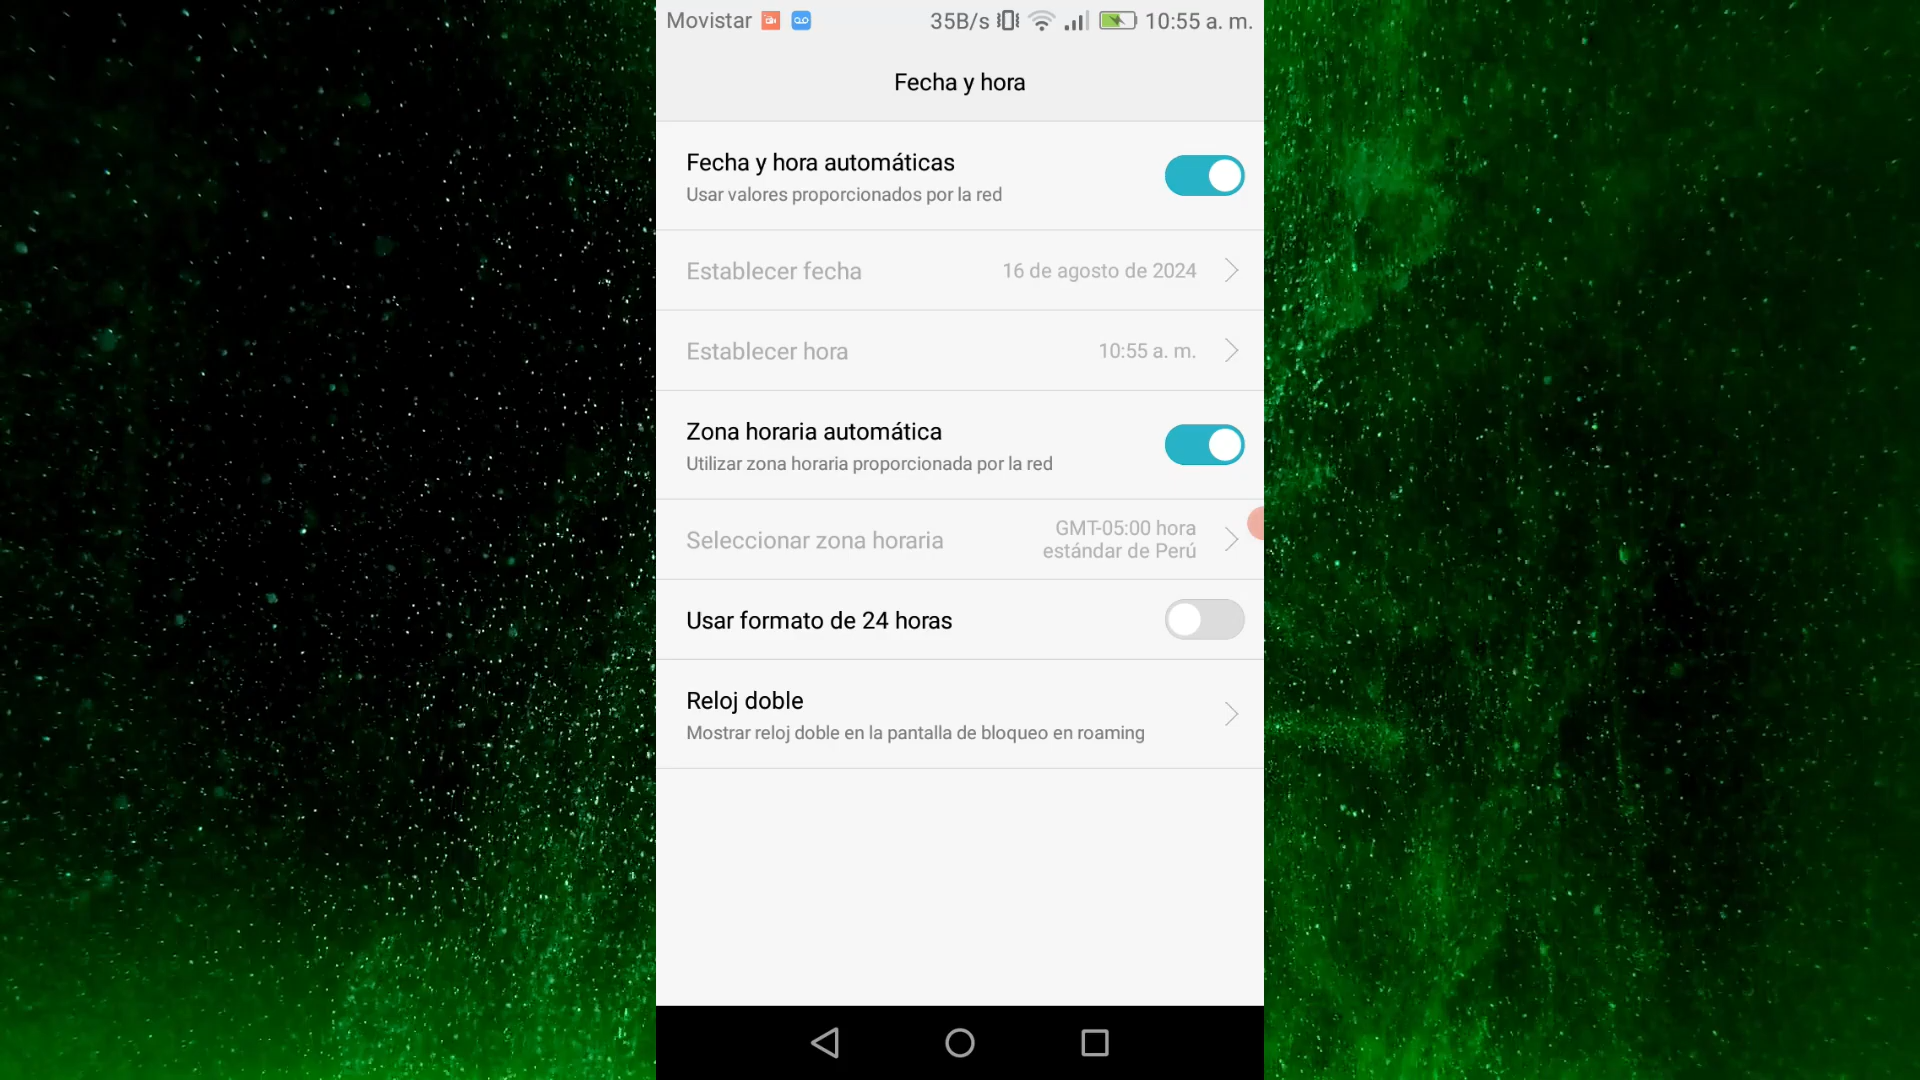 Movistar 35B/s 10:55 a. m.
Fecha y hora
Fecha y hora automáticas
Usar valores proporcionados por la red
Establecer fecha 16 de agosto de 2024
Establecer hora 10:55 a. m.
Zona horaria automática
Utilizar zona horaria proporcionada por la red
Seleccionar zona horaria GMT-05:00 hora
estándar de Perú
Usar formato de 24 horas
Reloj doble
Mostrar reloj doble en la pantalla de bloqueo en roaming